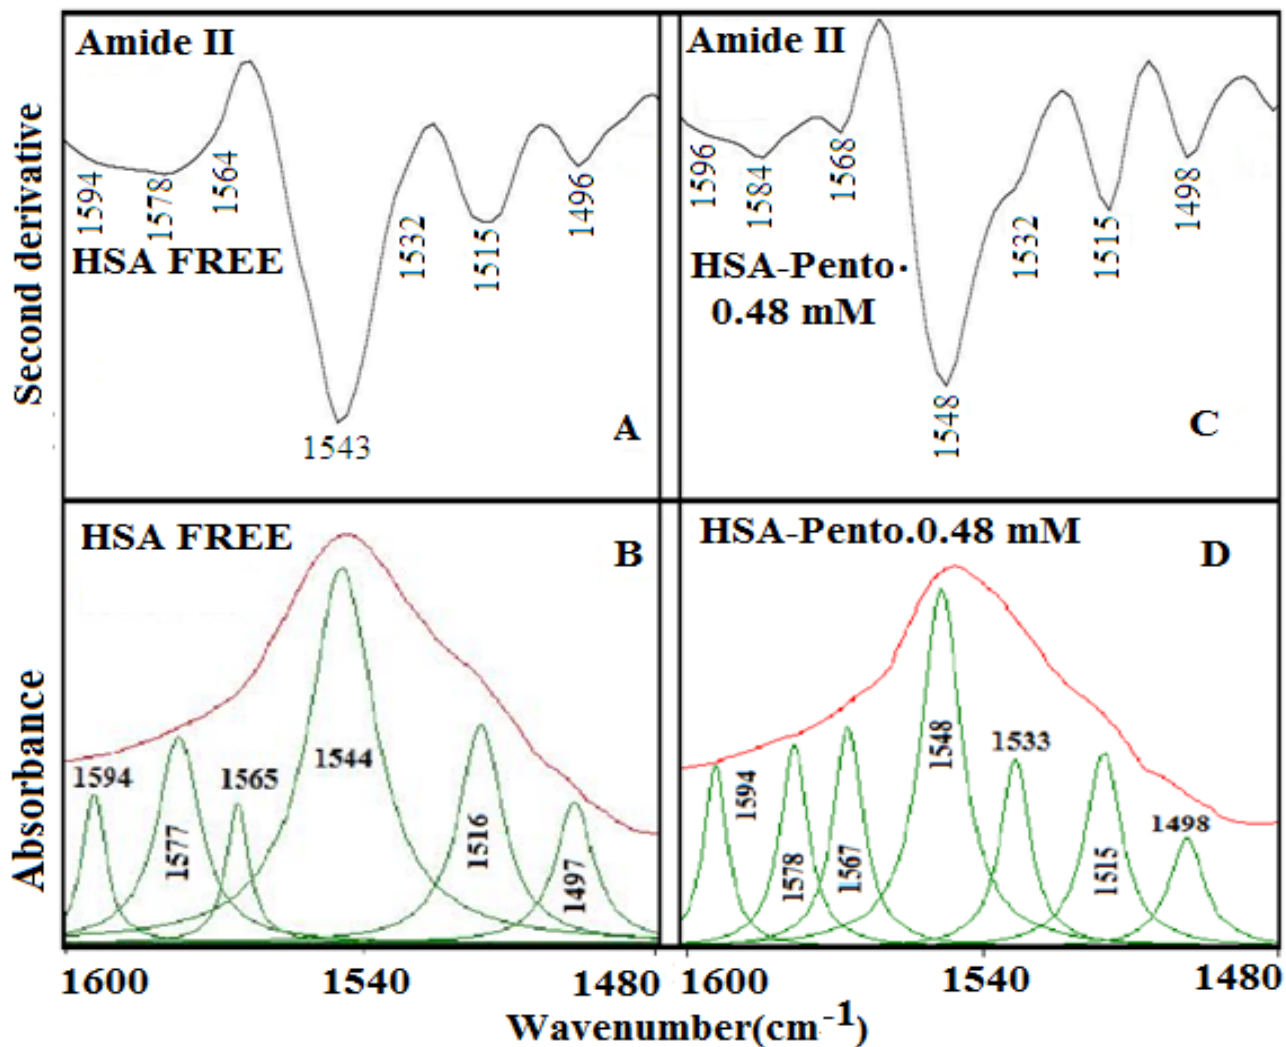 Second derivative
Amide II
1594
1578
1564
1543
1532
1515
1496
HSA FREE
A
Amide II
1596
1584
1568
1548
1532
1515
1498
HSA-Pento.
0.48 mM
C
Absorbance
HSA FREE
B
1594
1577
1565
1544
1516
1497
HSA-Pento.0.48 mM
D
1594
1578
1567
1548
1533
1515
1498
1600 1540 1480 1600 1540 1480
Wavenumber(cm-1)